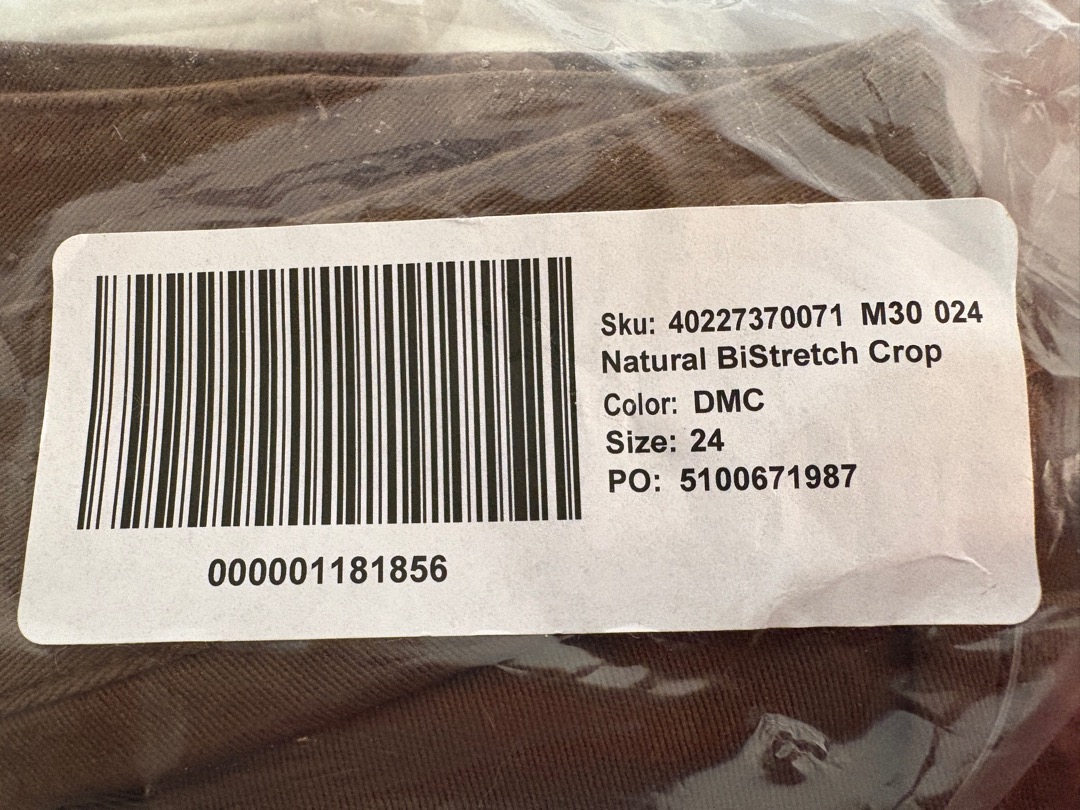 Sku: 40227370071 M30 024
Natural BiStretch Crop
Color: DMC
Size: 24
PO: 5100671987
000001181856